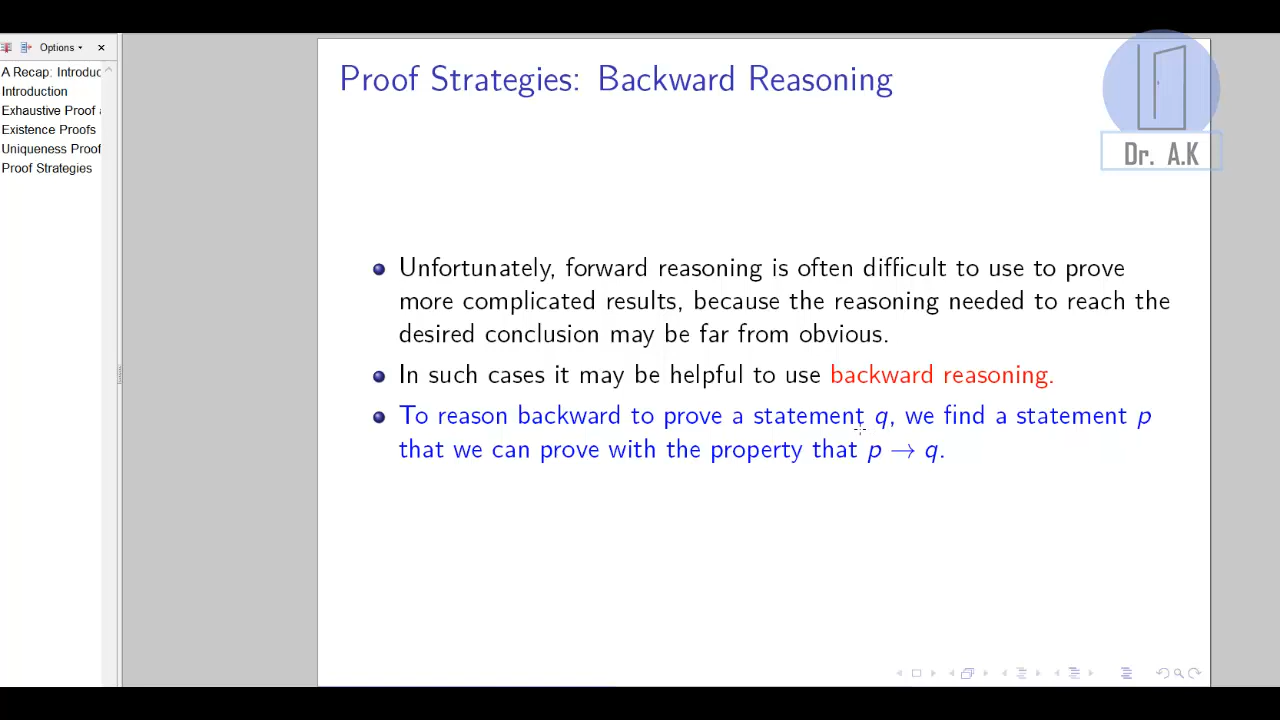 Options
A Recap: Introduc
Introduction
Exhaustive Proof a
Existence Proofs
Uniqueness Proof
Proof Strategies
Proof Strategies: Backward Reasoning
Dr. A.K
Unfortunately, forward reasoning is often difficult to use to prove
more complicated results, because the reasoning needed to reach the
desired conclusion may be far from obvious.
In such cases it may be helpful to use backward reasoning.
To reason backward to prove a statement q, we find a statement p
that we can prove with the property that p → q.